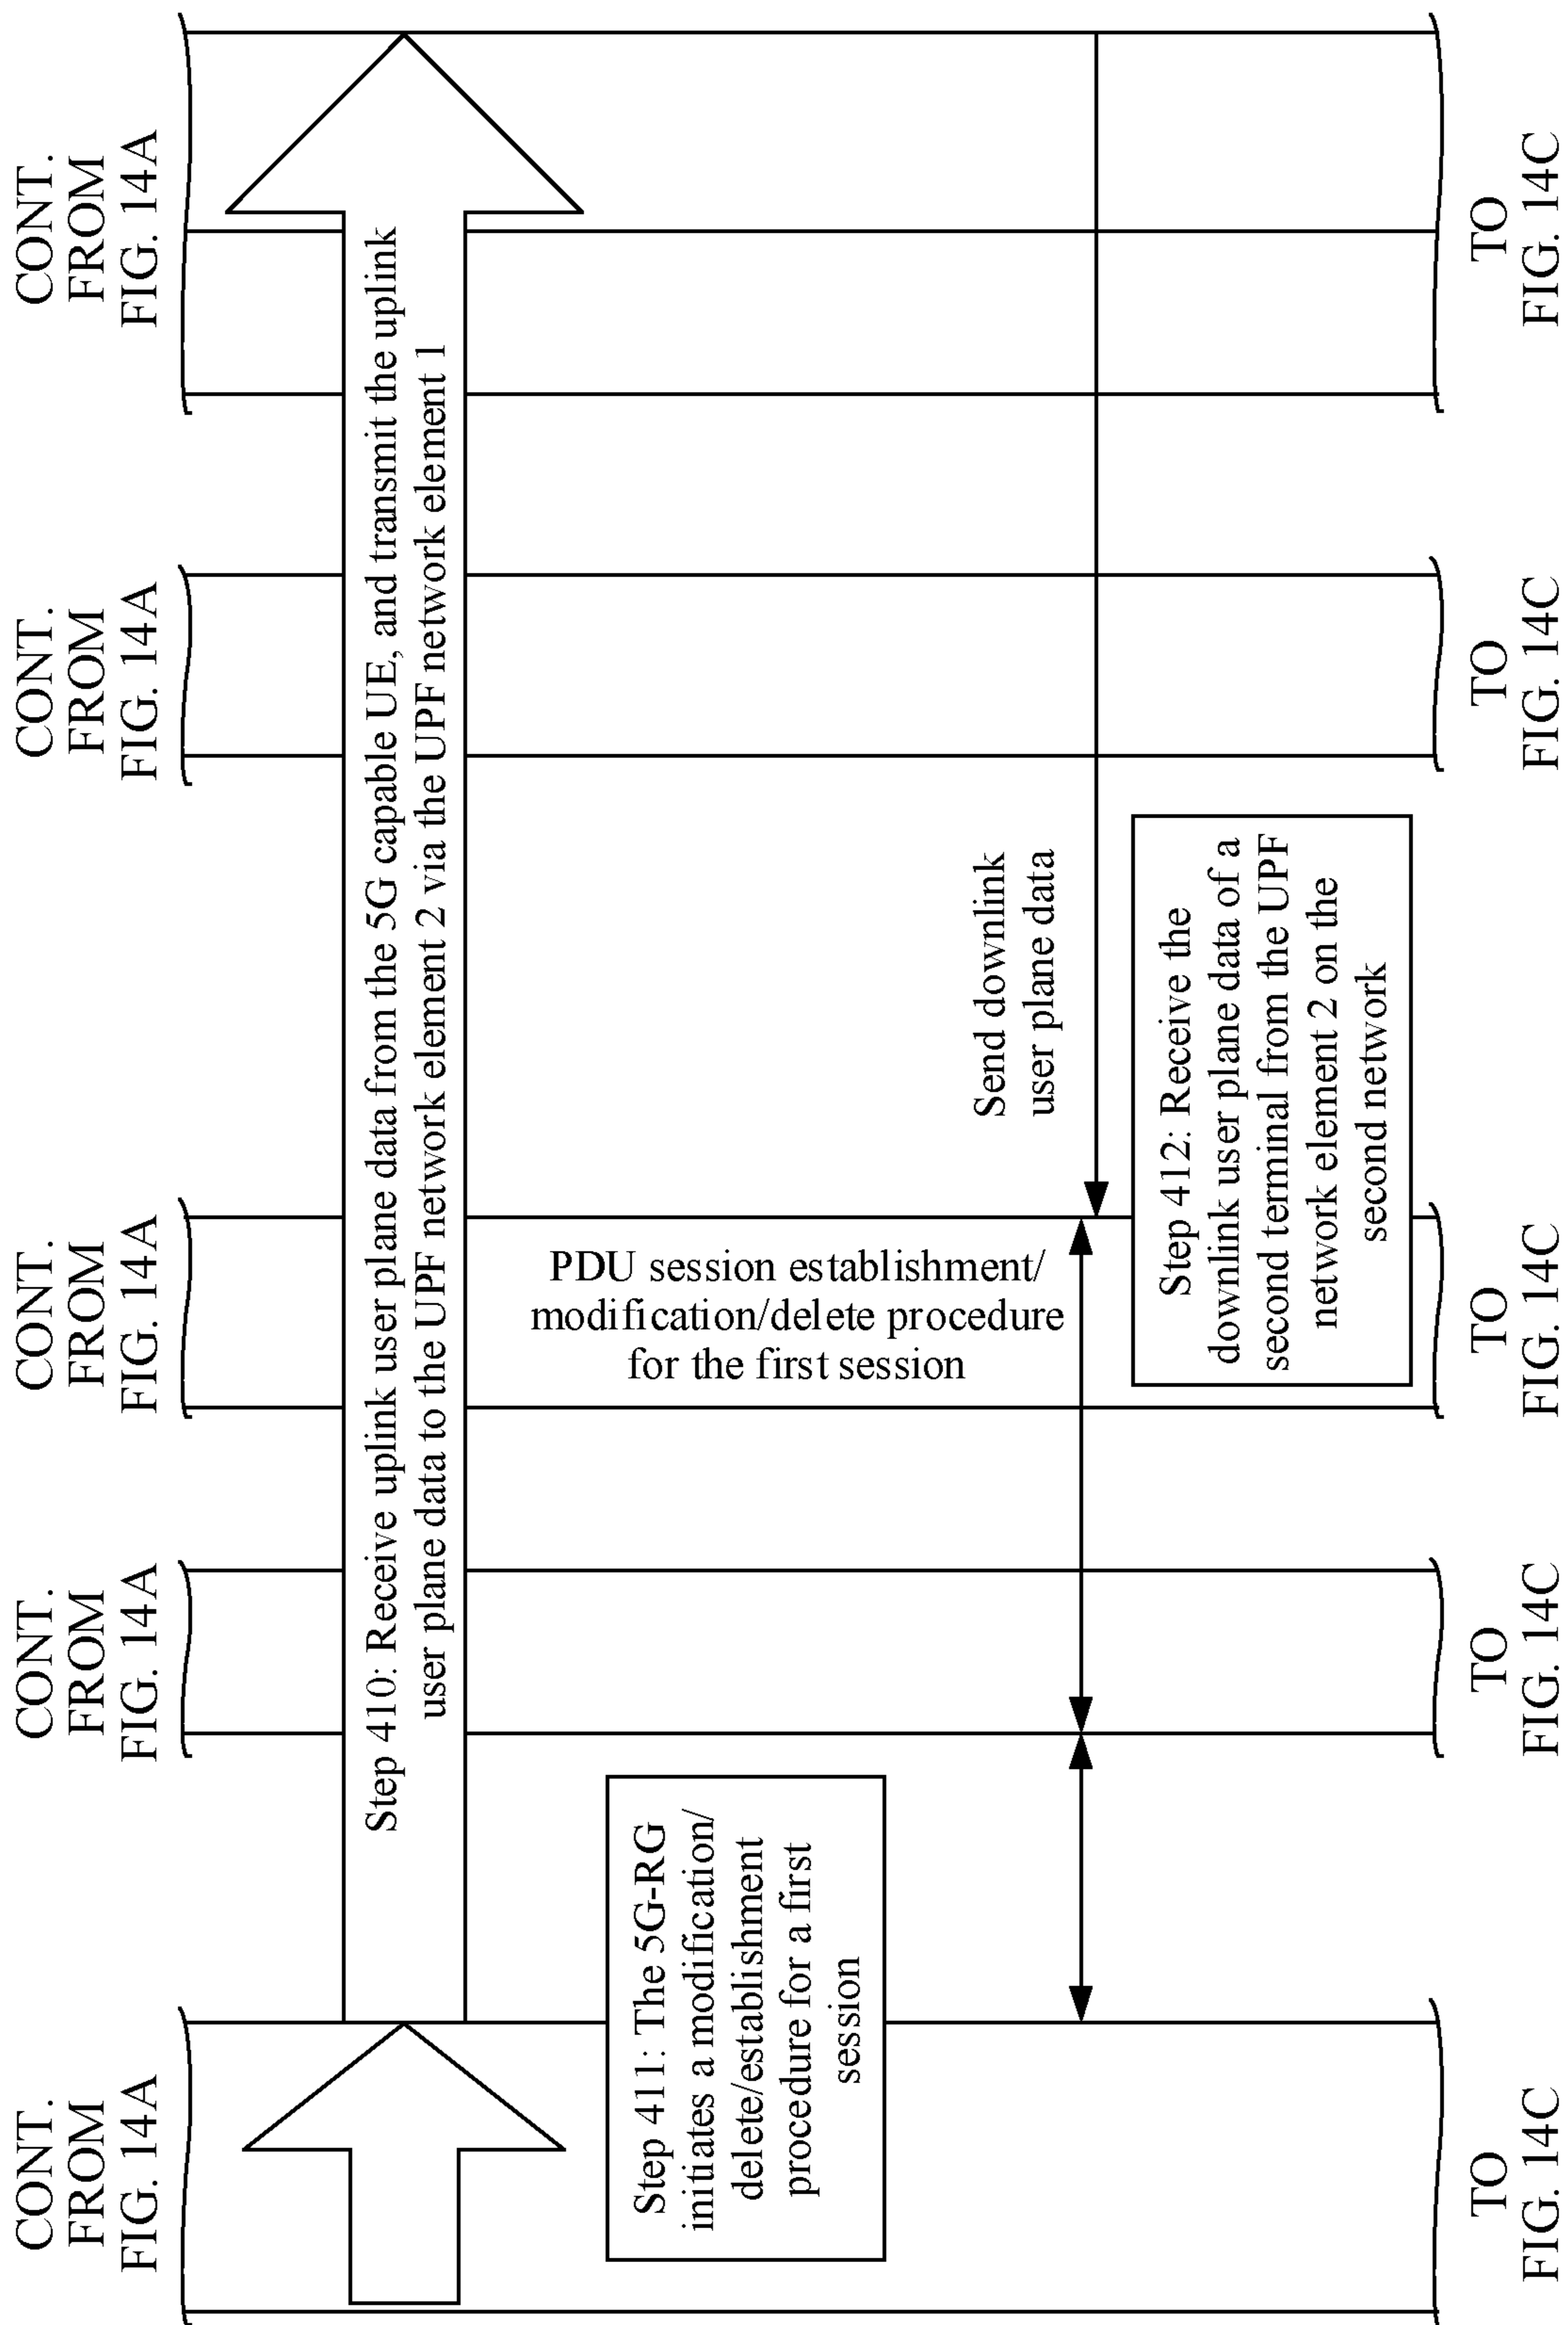 CONT.
FROM
FIG. 14A
CONT.
FROM
FIG. 14A
CONT.
FROM
FIG. 14A
CONT.
FROM
FIG. 14A
CONT.
FROM
FIG. 14A
Step 410: Receive uplink user plane data from the 5G capable UE, and transmit the uplink
user plane data to the UPF network element 2 via the UPF network element 1
Step 411: The 5G-RG
initiates a modification/
delete/establishment
procedure for a first
session
PDU session establishment/
modification/delete procedure
for the first session
Send downlink
user plane data
Step 412: Receive the
downlink user plane data of a
second terminal from the UPF
network element 2 on the
second network
TO
FIG. 14C
TO
FIG. 14C
TO
FIG. 14C
TO
FIG. 14C
TO
FIG. 14C